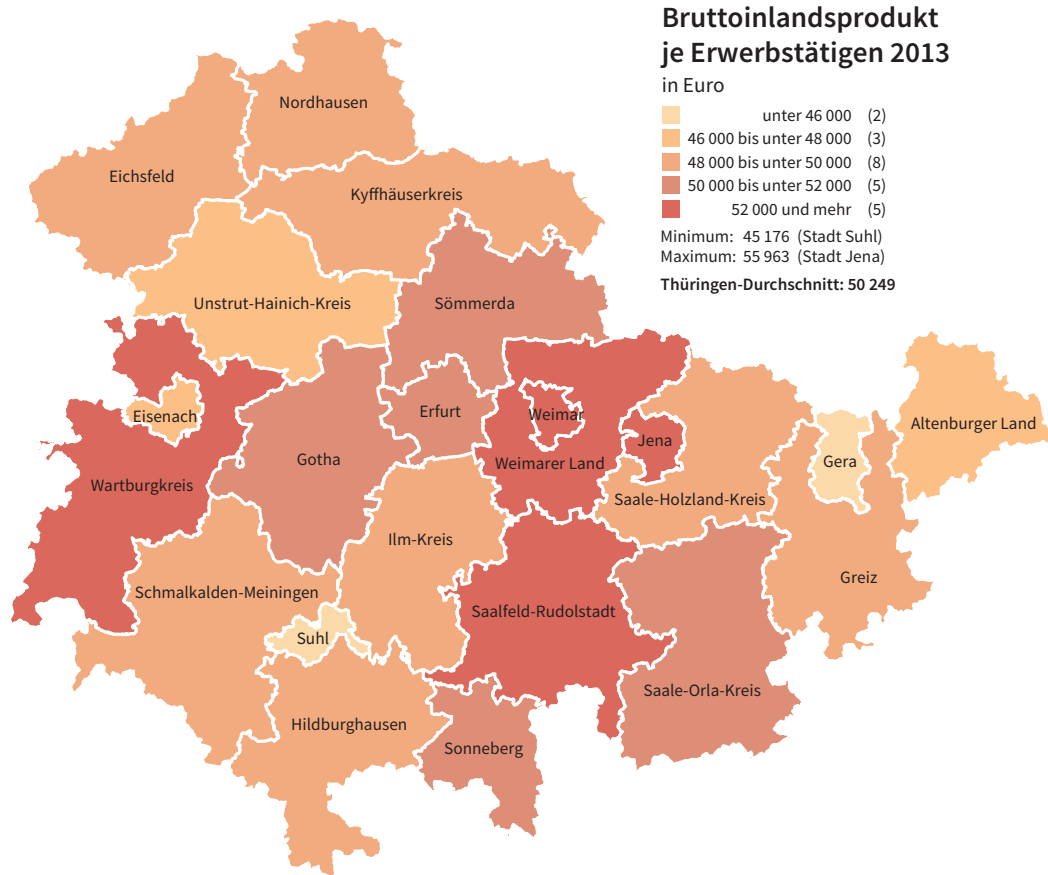 Bruttoinlandsprodukt
je Erwerbstätigen 2013
in Euro
unter 46 000 (2)
46 000 bis unter 48 000 (3)
48 000 bis unter 50 000 (8)
50 000 bis unter 52 000 (5)
52 000 und mehr (5)
Minimum: 45 176 (Stadt Suhl)
Maximum: 55 963 (Stadt Jena)
Thüringen-Durchschnitt: 50 249
Nordhausen
Eichsfeld
Kyffhäuserkreis
Unstrut-Hainich-Kreis
Sömmerda
Eisenach
Erfurt
Weimar
Altenburger Land
Jena
Gotha
Weimarer Land
Gera
Wartburgkreis
Saale-Holzland-Kreis
Ilm-Kreis
Greiz
Schmalkalden-Meiningen
Saalfeld-Rudolstadt
Suhl
Saale-Orla-Kreis
Hildburghausen
Sonneberg